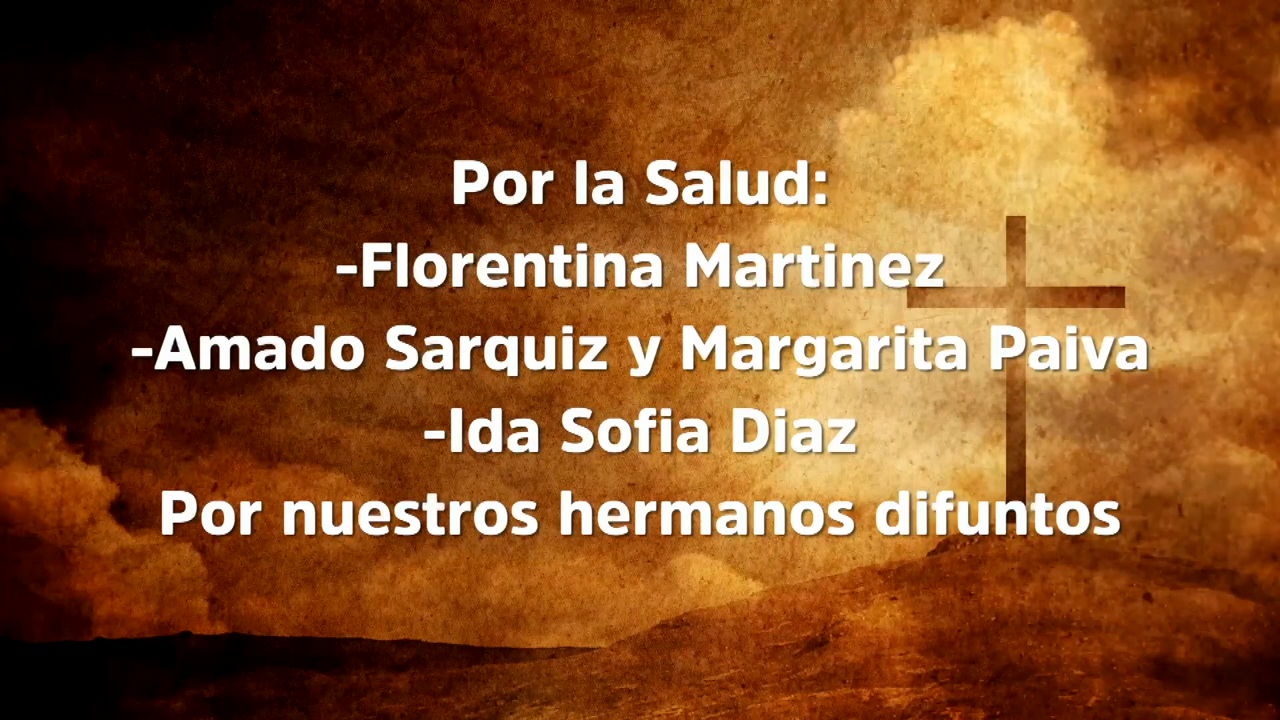 Por la Salud:
-Florentina Martinez
-Amado Sarquiz y Margarita Paiva
-Ida Sofia Diaz
Por nuestros hermanos difuntos